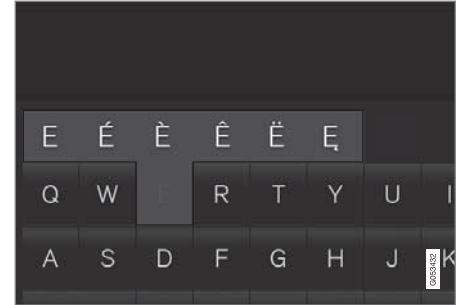 E É È Ê Ë Ę
Q W E R T Y U I
A S D F G H J K
G053432